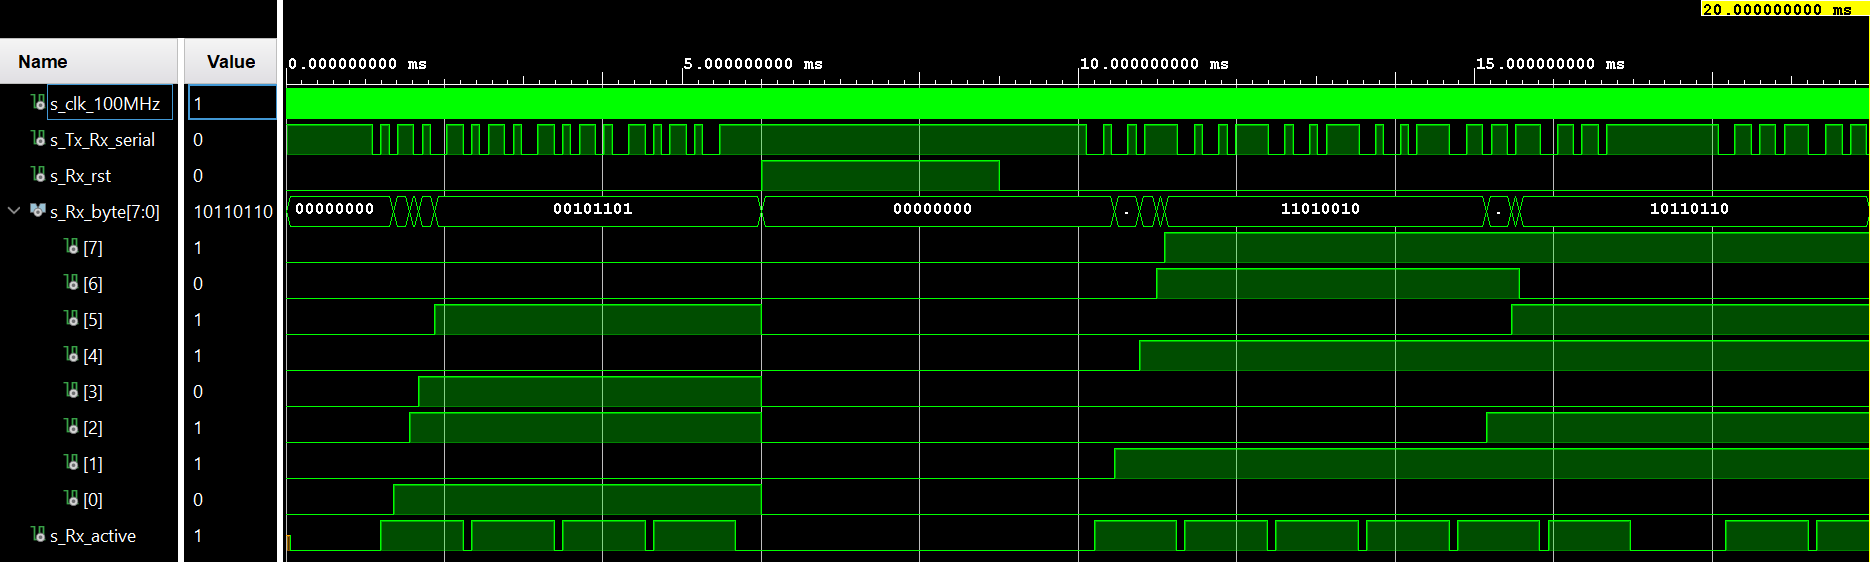 20.000000000 ms
Name Value 0.000000000 ms 5.000000000 ms 10.000000000 ms 15.000000000 ms
s_clk_100MHz 1
s_Tx_Rx_serial 0
s_Rx_rst 0
s_Rx_byte[7:0] 10110110 00000000 00101101 00000000 . 11010010 . 10110110
[7] 1
[6] 0
[5] 1
[4] 1
[3] 0
[2] 1
[1] 1
[0] 0
s_Rx_active 1